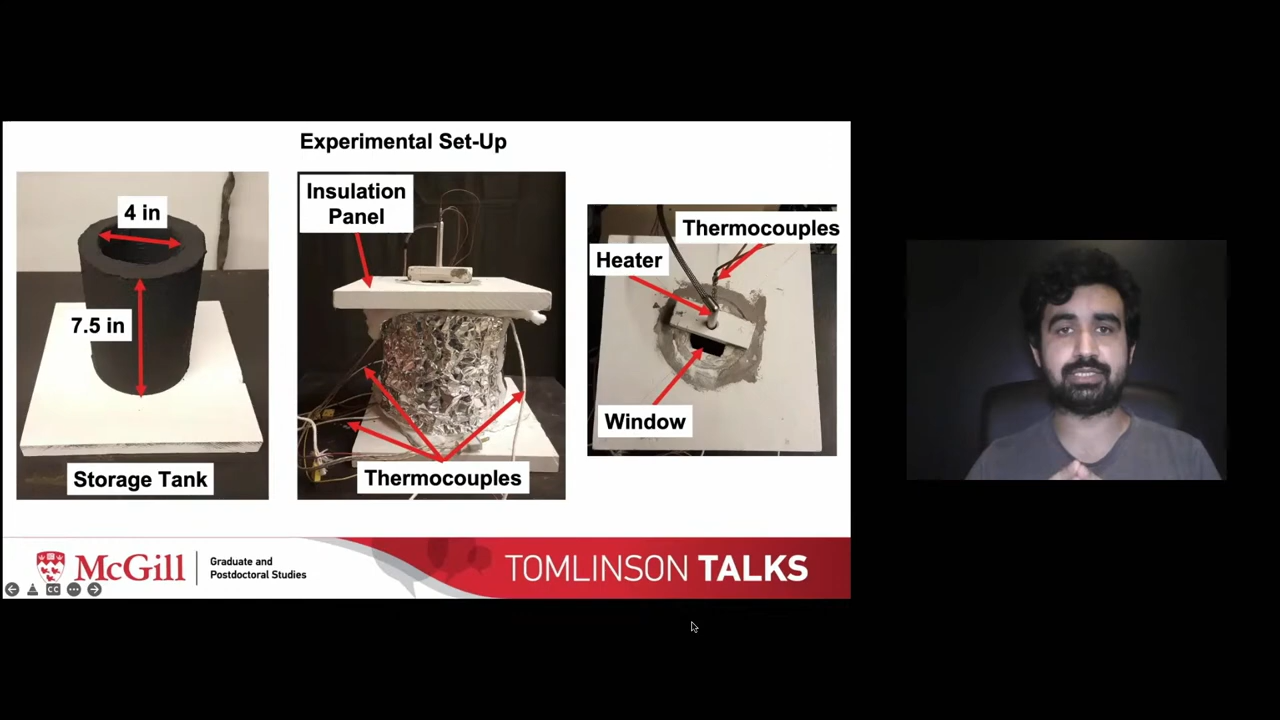 Experimental Set-Up
4 in
7.5 in
Storage Tank
Insulation
Panel
Thermocouples
Thermocouples
Heater
Window
McGill
Graduate and
Postdoctoral Studies
TOMLINSON TALKS
CC